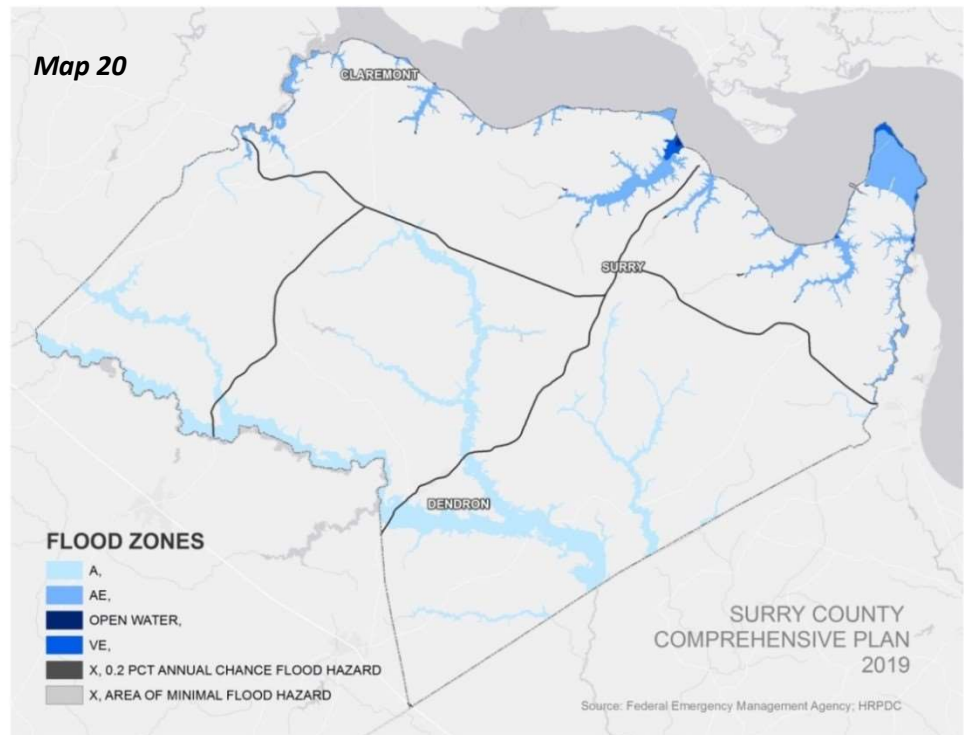 Map 20
CLAREMONT
SURRY
DENDRON
FLOOD ZONES
A,
AE,
OPEN WATER,
VE,
X, 0.2 PCT ANNUAL CHANCE FLOOD HAZARD
X, AREA OF MINIMAL FLOOD HAZARD
SURRY COUNTY
COMPREHENSIVE PLAN
2019
Source: Federal Emergency Management Agency; HRPDC